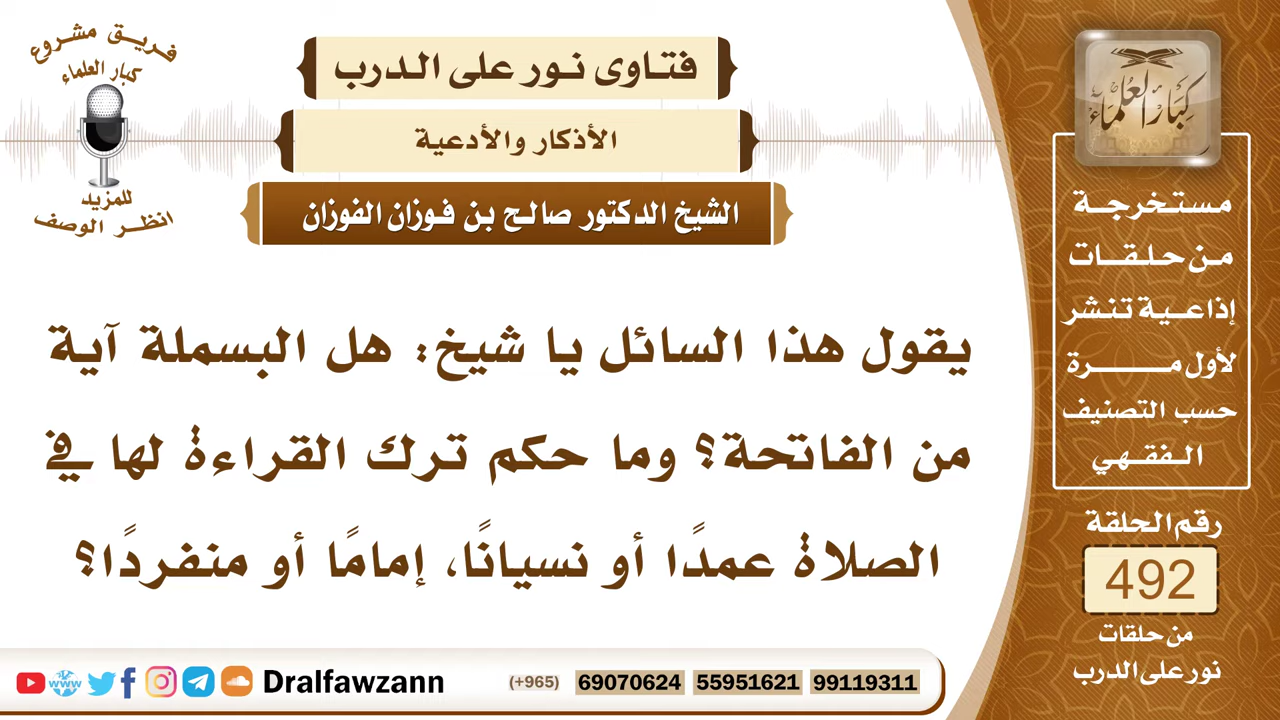 فريق مشروع
كبار العلماء
للمزيد
انظر الوصف
فتاوى نور على الدرب
الأذكار والأدعية
الشيخ الدكتور صالح بن فوزان الفوزان
يقول هذا السائل يا شيخ: هل البسملة آية
من الفاتحة؟ وما حكم ترك القراءة لها في
الصلاة عمدًا أو نسيانًا، إمامًا أو منفردًا؟
كبار العلماء
مستخرجة
من حلقات
إذاعية تنشر
لأول مرة
حسب التصنيف
الفقهي
رقم الحلقة
492
من حلقات
نور على الدرب
www Dralfawzann (+965) 69070624 55951621 99119311